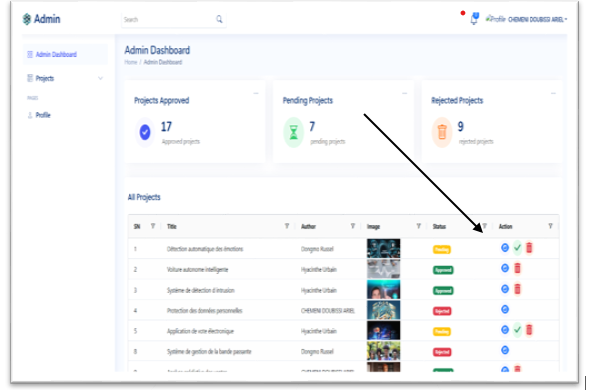 Admin
Search
Profile CHEMENI DOUBISSI ARIEL
Admin Dashboard
Projects
PAGES
Profile
Admin Dashboard
Home / Admin Dashboard
Projects Approved
17
Approved projects
Pending Projects
7
pending projects
Rejected Projects
9
rejected projects
All Projects
SN Title Author Image Status Action
1 Détection automatique des émotions Dongmo Russel Pending
2 Voiture autonome intelligente Hyacinthe Urbain Approved
3 Système de détection d'intrusion Hyacinthe Urbain Approved
4 Protection des données personnelles CHEMENI DOUBISSI ARIEL Rejected
5 Application de vote électronique Hyacinthe Urbain Pending
8 Système de gestion de la bande passante Dongmo Russel Rejected